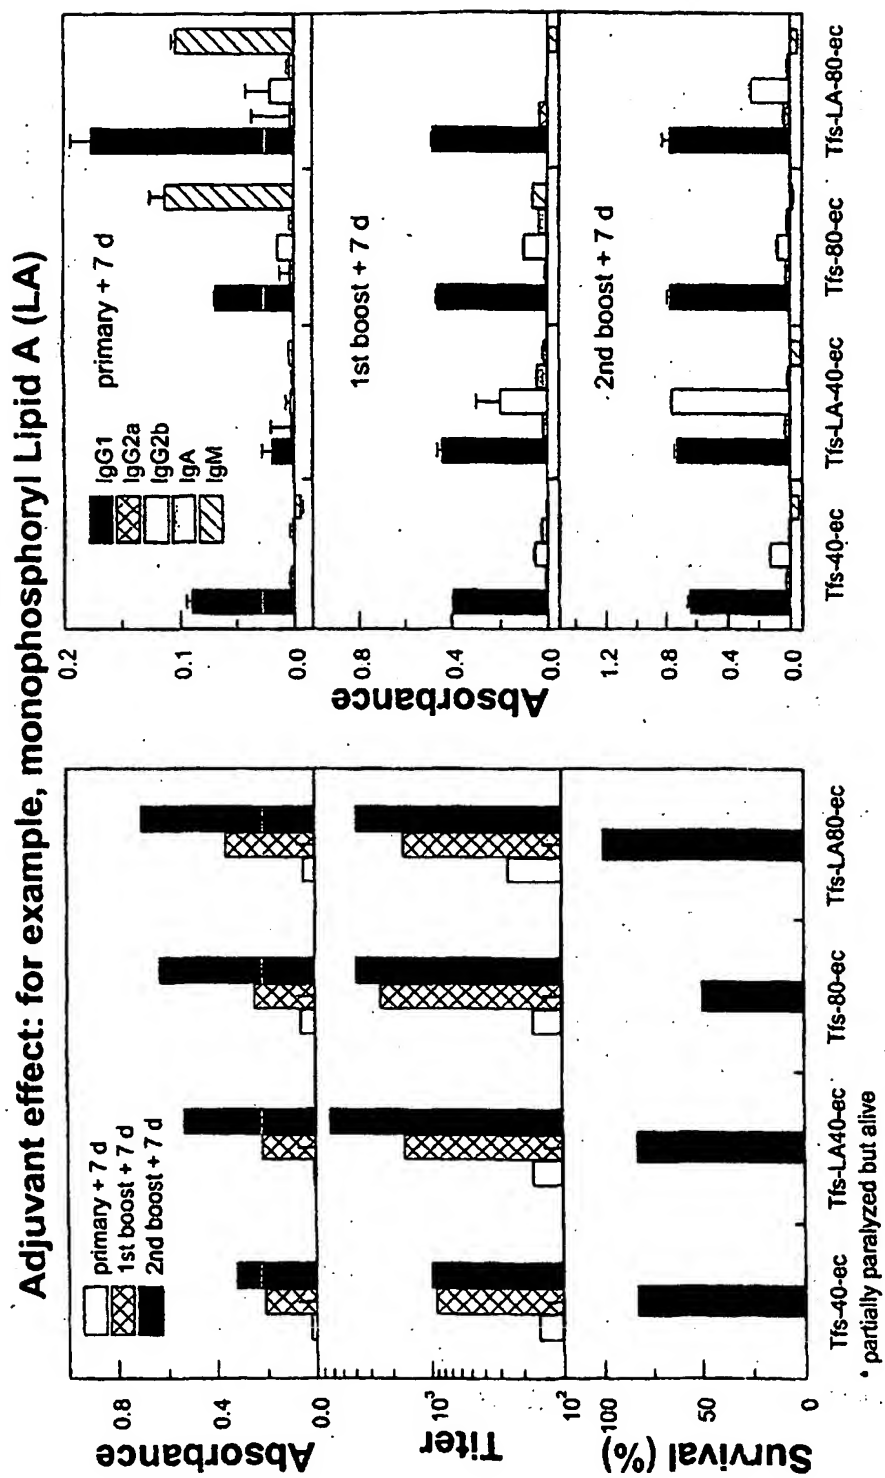 Adjuvant effect: for example, monophosphoryl Lipid A (LA)
primary + 7 d
1st boost + 7 d
2nd boost + 7 d
0.8
0.4
0.0
Absorbance
10³
10²
Titer
100
50
Survival (%)
Tfs-40-ec
Tfs-LA40-ec
Tfs-80-ec
Tfs-LA80-ec
* partially paralyzed but alive
0.2
0.1
0.0
IgG1
IgG2a
IgG2b
IgA
IgM
primary + 7 d
Absorbance
0.8
0.4
0.0
1st boost + 7 d
1.2
0.8
0.4
0.0
2nd boost + 7 d
Tfs-40-ec
Tfs-LA-40-ec
Tfs-80-ec
Tfs-LA-80-ec